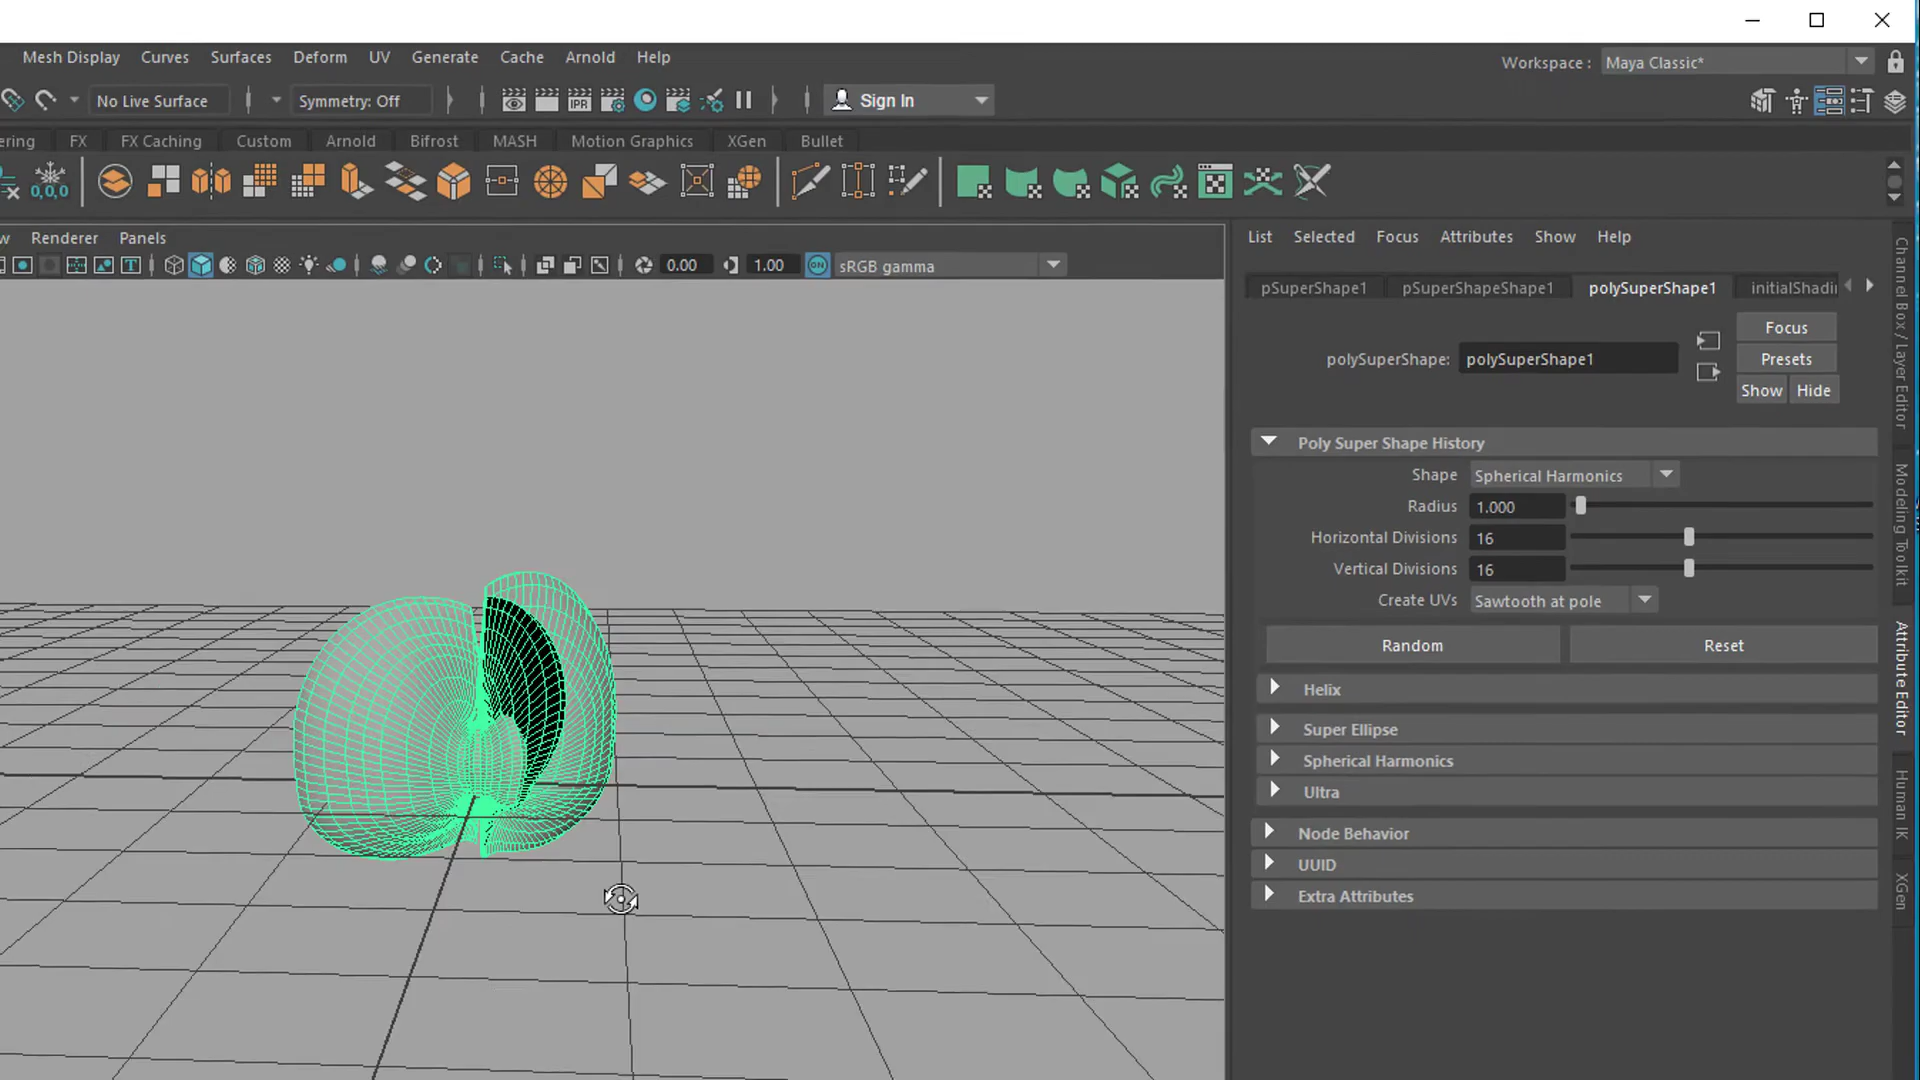 Mesh Display Curves Surfaces Deform UV Generate Cache Arnold Help
Workspace : Maya Classic*
No Live Surface Symmetry: Off IPR Sign In
ering FX FX Caching Custom Arnold Bifrost MASH Motion Graphics XGen Bullet
0,0,0
w Renderer Panels
T 0.00 1.00 ON sRGB gamma
List Selected Focus Attributes Show Help
pSuperShape1 pSuperShapeShape1 polySuperShape1 initialShadi
Focus
polySuperShape: polySuperShape1 Presets
Show Hide
Poly Super Shape History
Shape Spherical Harmonics
Radius 1.000
Horizontal Divisions 16
Vertical Divisions 16
Create UVs Sawtooth at pole
Random Reset
Helix
Super Ellipse
Spherical Harmonics
Ultra
Node Behavior
UUID
Extra Attributes
Channel Box / Layer Editor
Modeling Toolkit
Attribute Editor
Human IK
XGen